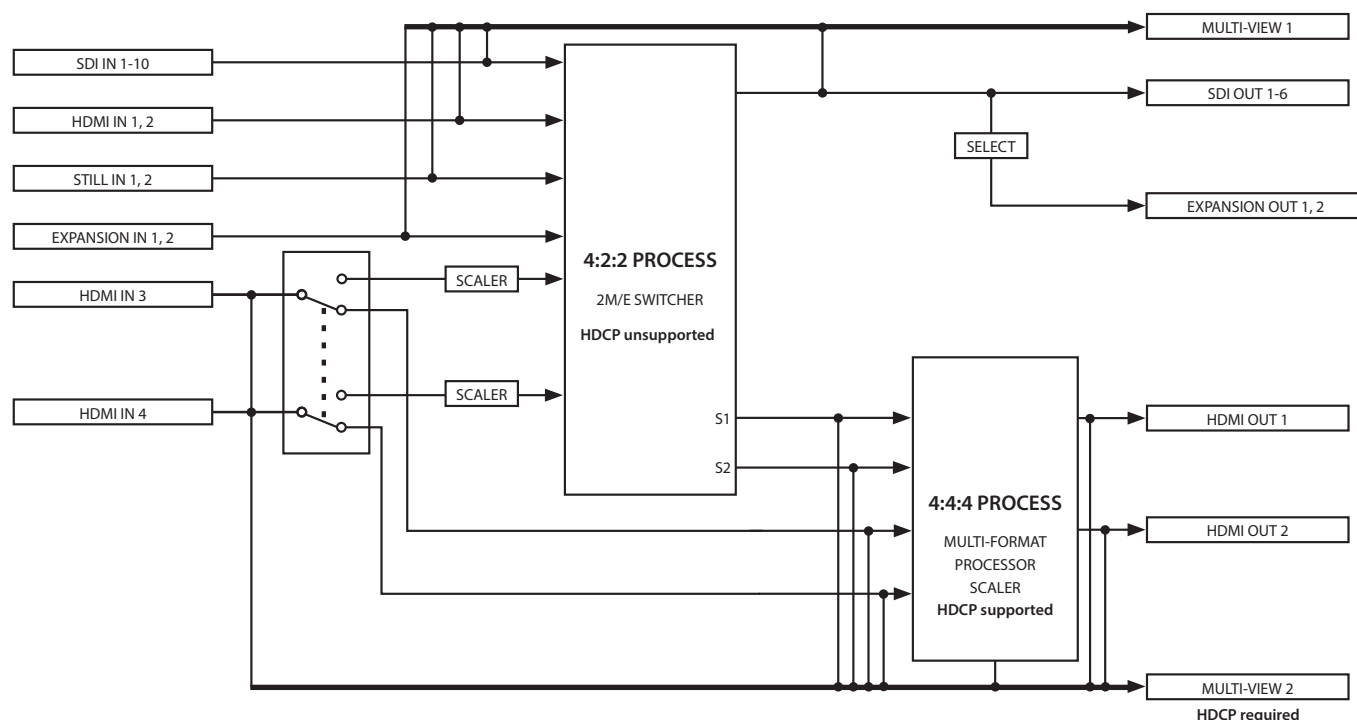 MULTI-VIEW 1
SDI IN 1-10
SDI OUT 1-6
HDMI IN 1, 2
SELECT
STILL IN 1, 2
EXPANSION OUT 1, 2
EXPANSION IN 1, 2
4:2:2 PROCESS
SCALER
2M/E SWITCHER
HDMI IN 3
HDCP unsupported
SCALER
HDMI IN 4
S1
HDMI OUT 1
S2
4:4:4 PROCESS
HDMI OUT 2
MULTI-FORMAT
PROCESSOR
SCALER
HDCP supported
MULTI-VIEW 2
HDCP required